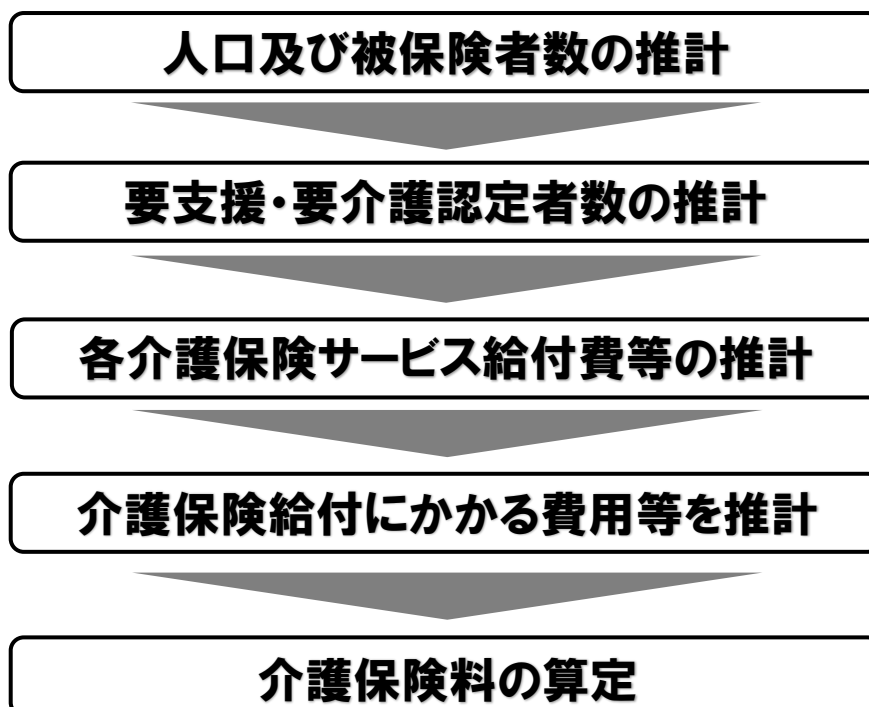 人口及び被保険者数の推計
要支援・要介護認定者数の推計
各介護保険サービス給付費等の推計
介護保険給付にかかる費用等を推計
介護保険料の算定